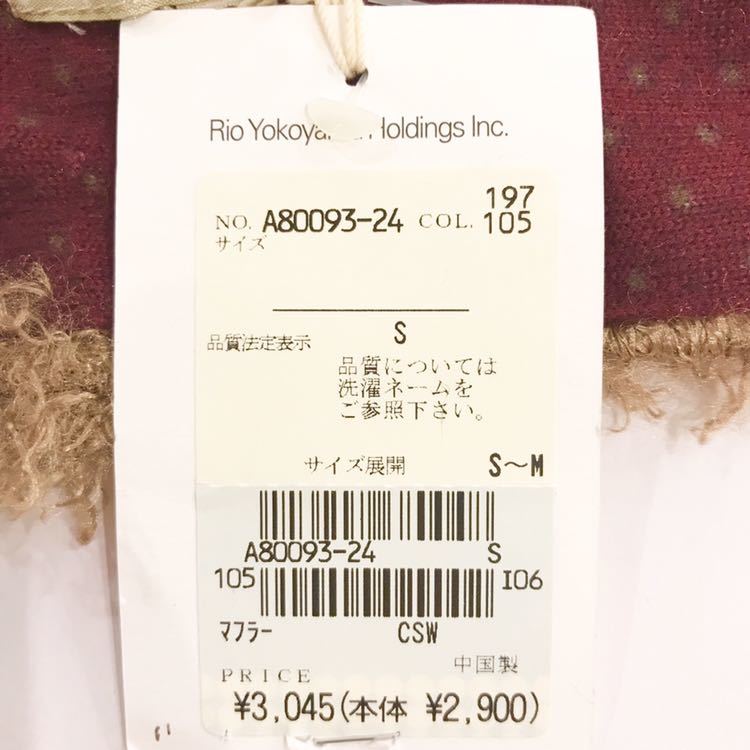 Rio Holdings Inc.
197
NO. A80093-24 COL. 105
サイズ
S
品質法定表示
品質については
洗濯ネームを
ご参照下さい。
サイズ展開 S～M
A80093-24 S
105 I06
マフラー CSW
中国製
PRICE
¥3,045(本体 ¥2,900)